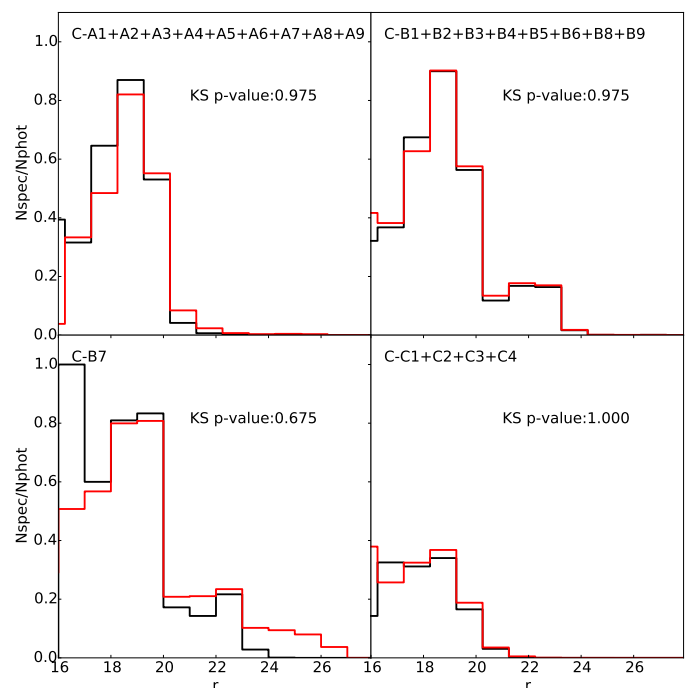 C-A1+A2+A3+A4+A5+A6+A7+A8+A9
KS p-value:0.975
1.0
0.8
0.6
0.4
0.2
0.0
Nspec/Nphot
C-B1+B2+B3+B4+B5+B6+B8+B9
KS p-value:0.975
C-B7
KS p-value:0.675
1.0
0.8
0.6
0.4
0.2
0.0
Nspec/Nphot
16 18 20 22 24 26
r
C-C1+C2+C3+C4
KS p-value:1.000
16 18 20 22 24 26
r